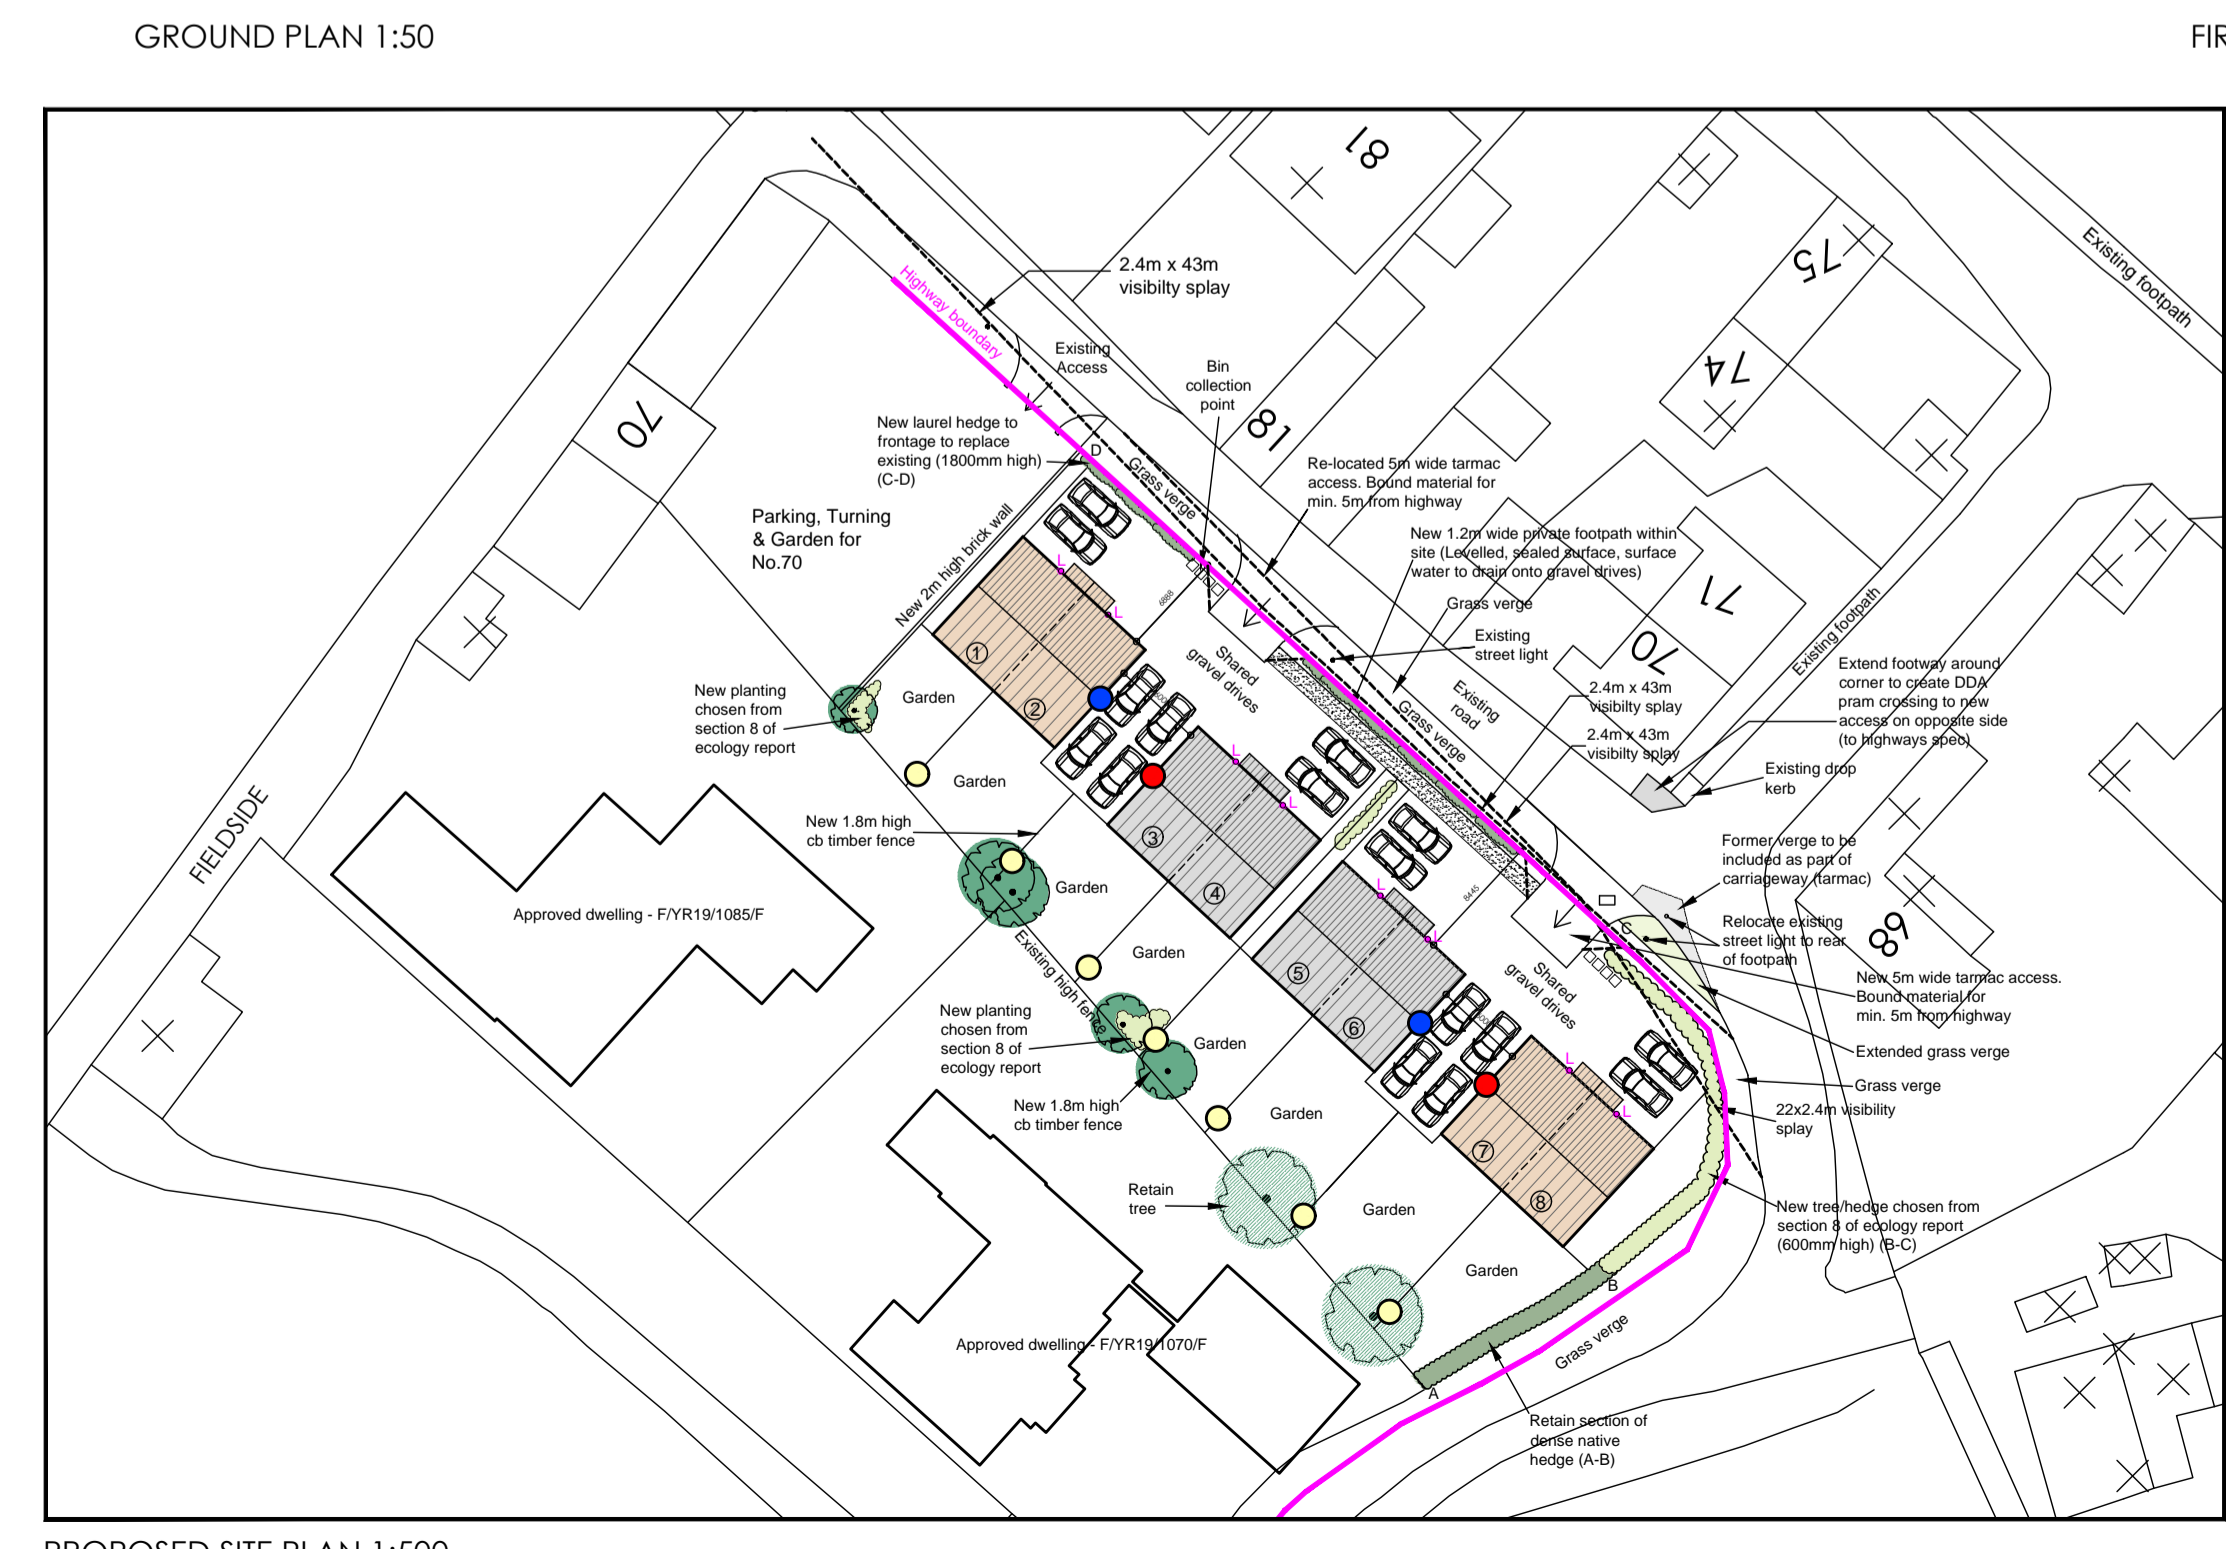 GROUND PLAN 1:50
FIR
81
Existing footpath
75
2.4m x 43m
visibilty splay
Highway boundary
Existing
Access
Bin
collection
point
74
70
81
New laurel hedge to
frontage to replace
existing (1800mm high)
(C-D)
D
Grass verge
Re-located 5m wide tarmac
access. Bound material for
min. 5m from highway
Parking, Turning
& Garden for
No.70
New 2m high brick wall
New 1.2m wide private footpath within
site (Levelled, sealed surface, surface
water to drain onto gravel drives)
71
Grass verge
L
L
6888
Existing
street light
70
Existing footpath
1
2
Shared
gravel drives
Existing
road
Extend footway around
corner to create DDA
pram crossing to new
access on opposite side
(to highways spec)
New planting
chosen from
section 8 of
ecology report
Garden
2.4m x 43m
visibilty splay
Grass verge
2.4m x 43m
visibilty splay
Existing drop
kerb
Garden
L
L
FIELDSIDE
New 1.8m high
cb timber fence
3
4
Former verge to be
included as part of
carriageway (tarmac)
Garden
Approved dwelling - F/YR19/1085/F
L
L
8445
C
Relocate existing
street light to rear
of footpath
68
Existing high fence
Garden
5
6
Shared
gravel drives
New 5m wide tarmac access.
Bound material for
min. 5m from highway
New planting
chosen from
section 8 of
ecology report
Garden
Extended grass verge
Grass verge
L
L
New 1.8m high
cb timber fence
Garden
22x2.4m visibility
splay
7
8
Retain
tree
Garden
New tree/hedge chosen from
section 8 of ecology report
(600mm high) (B-C)
Garden
B
Approved dwelling - F/YR19/1070/F
Grass verge
A
Retain section of
dense native
hedge (A-B)
PROPOSED SITE PLAN 1:500